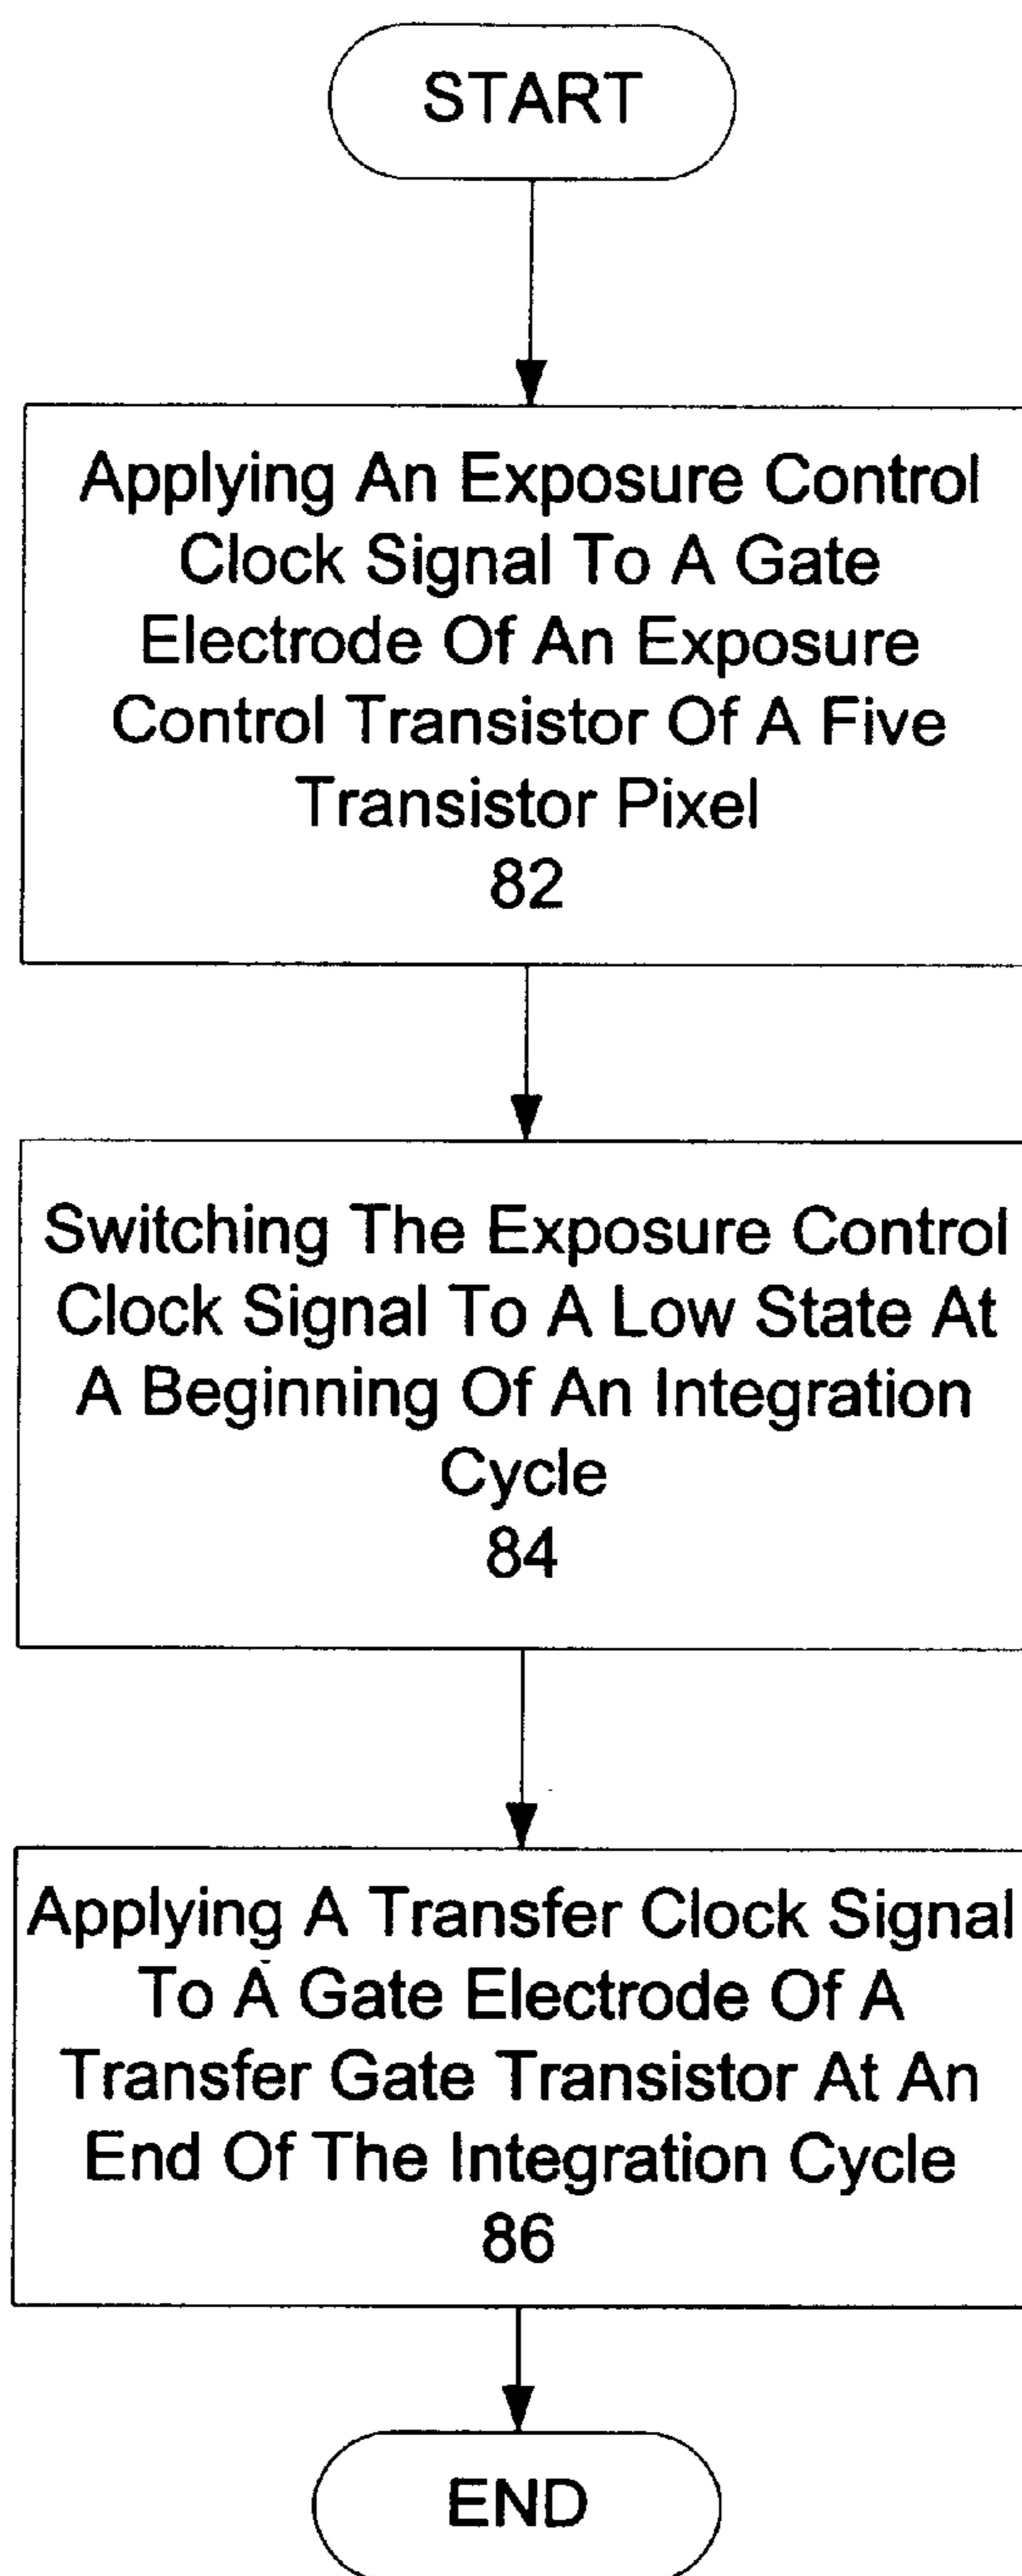 START
Applying An Exposure Control
Clock Signal To A Gate
Electrode Of An Exposure
Control Transistor Of A Five
Transistor Pixel
82
Switching The Exposure Control
Clock Signal To A Low State At
A Beginning Of An Integration
Cycle
84
Applying A Transfer Clock Signal
To A Gate Electrode Of A
Transfer Gate Transistor At An
End Of The Integration Cycle
86
END